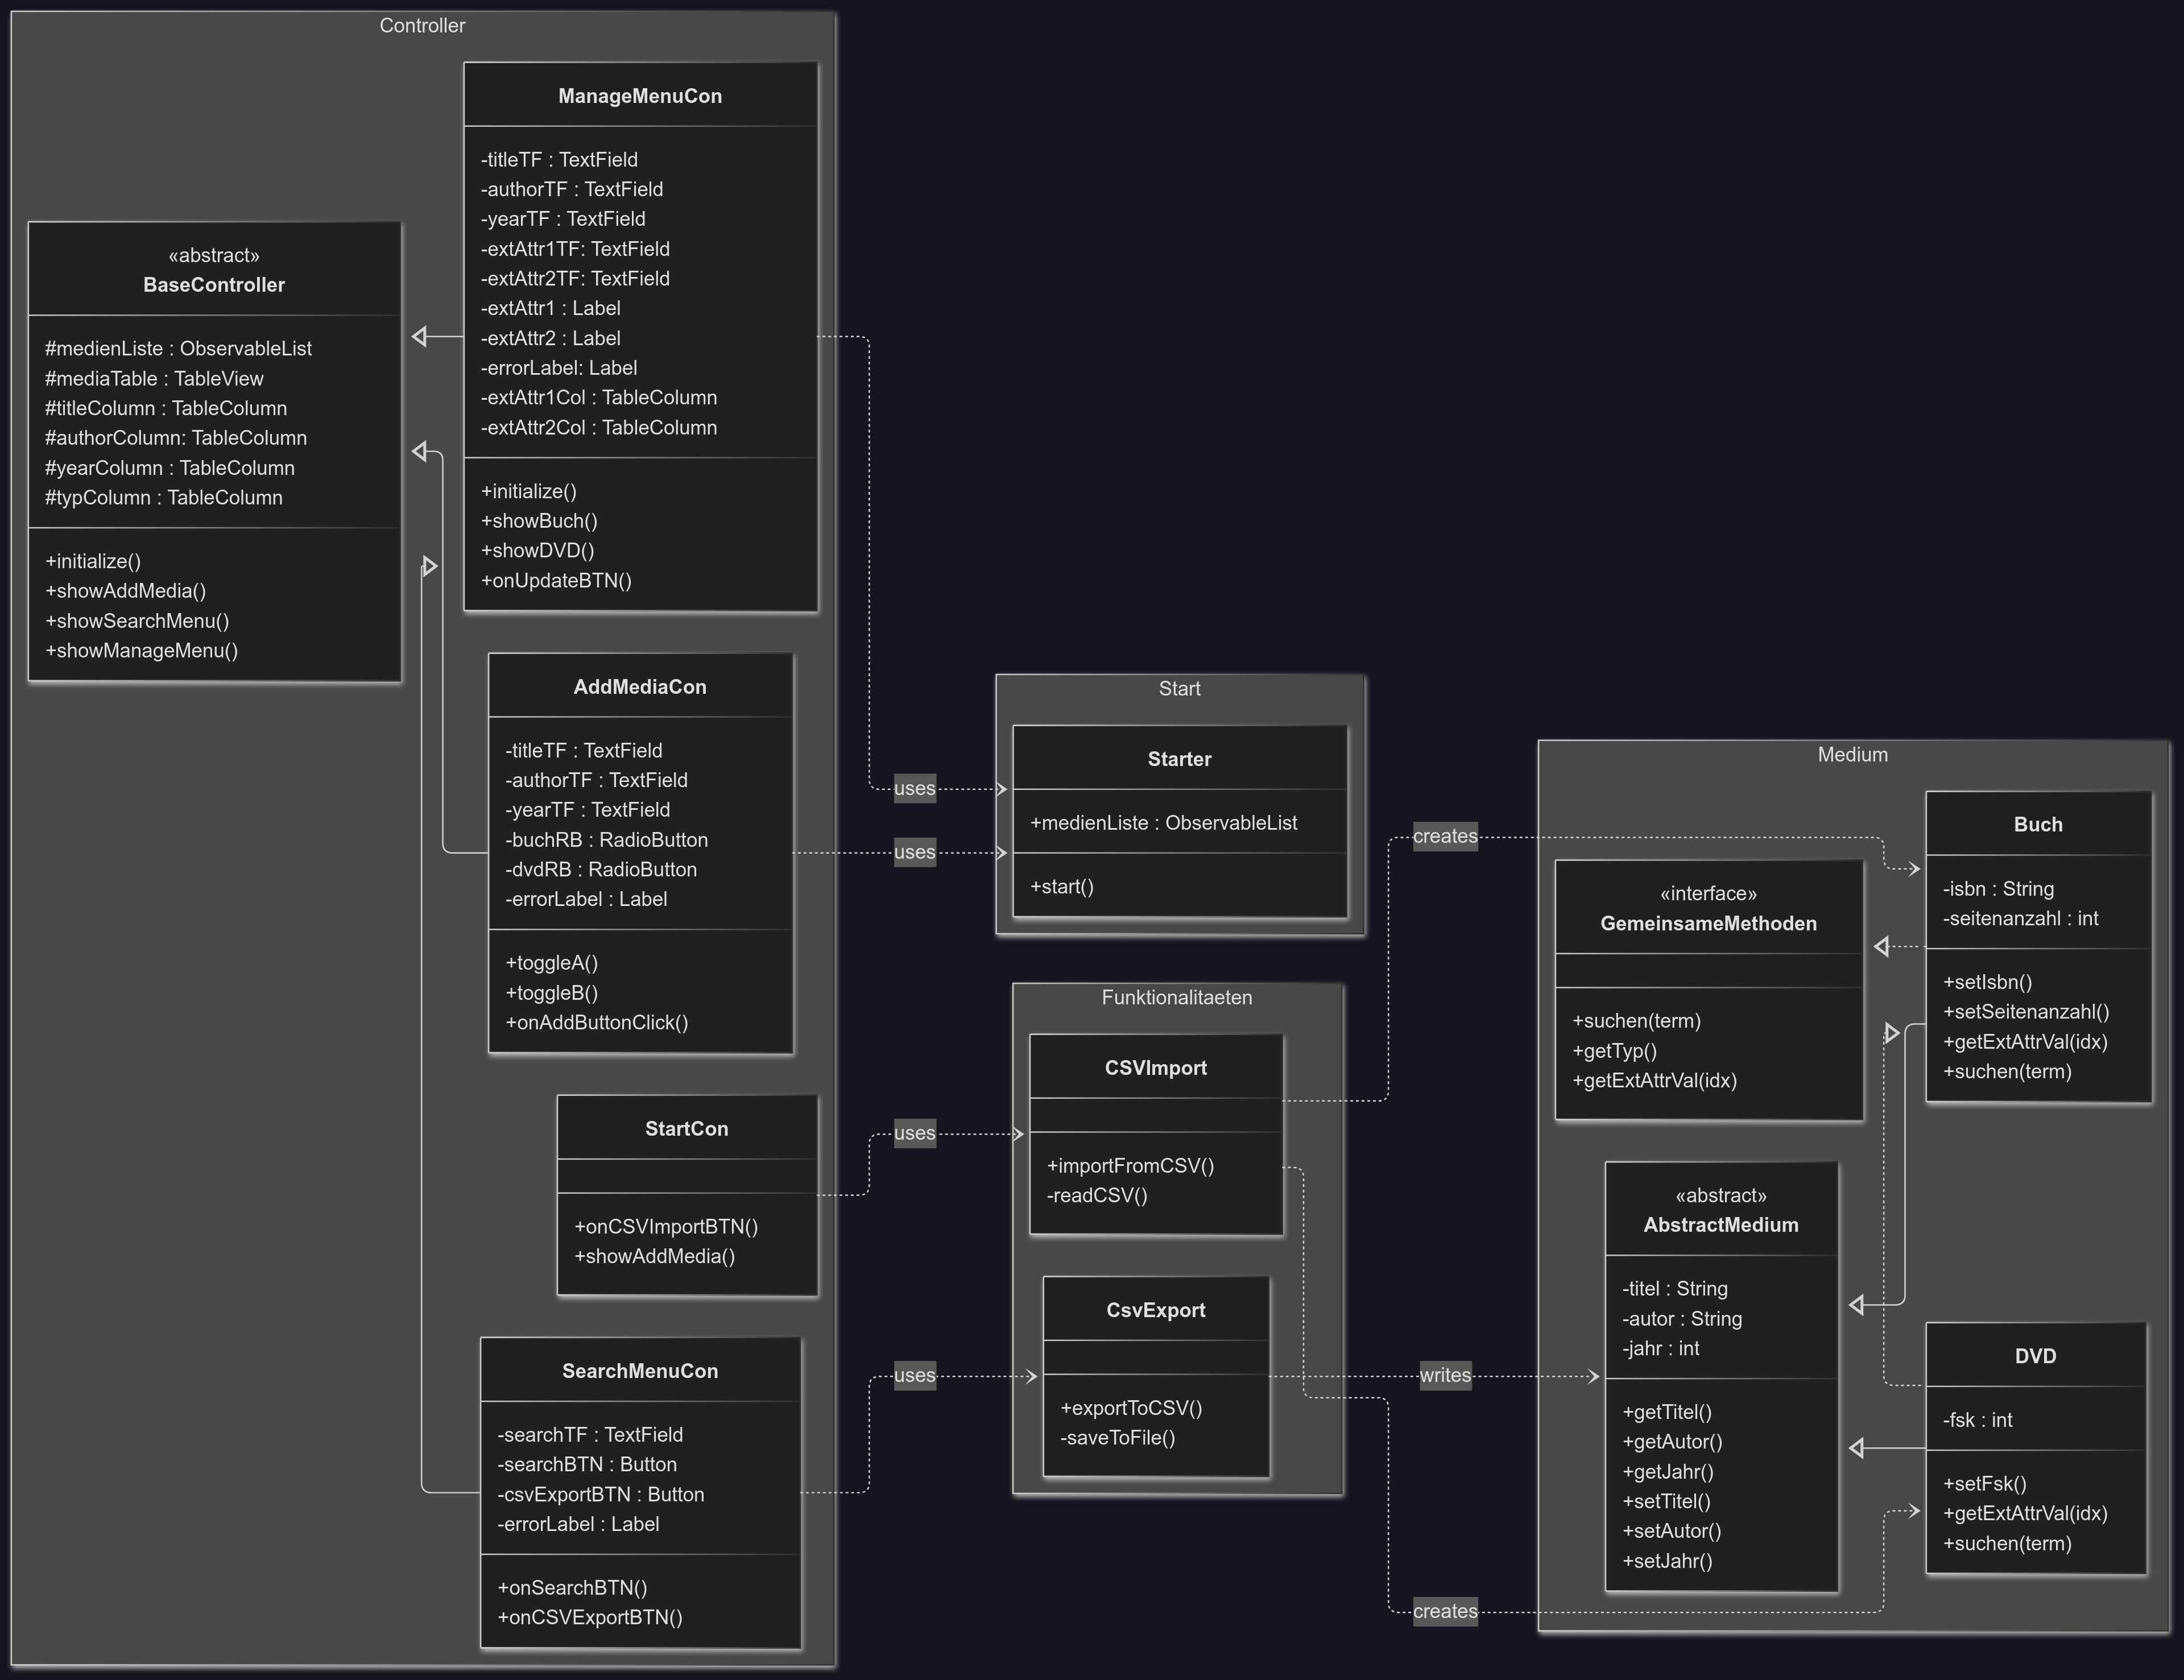 Controller
ManageMenuCon
-titleTF : TextField
-authorTF : TextField
-yearTF : TextField
-extAttr1TF: TextField
-extAttr2TF: TextField
-extAttr1 : Label
-extAttr2 : Label
-errorLabel: Label
-extAttr1Col : TableColumn
-extAttr2Col : TableColumn
+initialize()
+showBuch()
+showDVD()
+onUpdateBTN()
«abstract»
BaseController
#medienListe : ObservableList
#mediaTable : TableView
#titleColumn : TableColumn
#authorColumn: TableColumn
#yearColumn : TableColumn
#typColumn : TableColumn
+initialize()
+showAddMedia()
+showSearchMenu()
+showManageMenu()
AddMediaCon
-titleTF : TextField
-authorTF : TextField
-yearTF : TextField
-buchRB : RadioButton
-dvdRB : RadioButton
-errorLabel : Label
+toggleA()
+toggleB()
+onAddButtonClick()
StartCon
+onCSVImportBTN()
+showAddMedia()
SearchMenuCon
-searchTF : TextField
-searchBTN : Button
-csvExportBTN : Button
-errorLabel : Label
+onSearchBTN()
+onCSVExportBTN()
uses
uses
uses
uses
Start
Starter
+medienListe : ObservableList
+start()
Funktionalitaeten
CSVImport
+importFromCSV()
-readCSV()
CsvExport
+exportToCSV()
-saveToFile()
creates
writes
creates
Medium
«interface»
GemeinsameMethoden
+suchen(term)
+getTyp()
+getExtAttrVal(idx)
«abstract»
AbstractMedium
-titel : String
-autor : String
-jahr : int
+getTitel()
+getAutor()
+getJahr()
+setTitel()
+setAutor()
+setJahr()
Buch
-isbn : String
-seitenanzahl : int
+setIsbn()
+setSeitenanzahl()
+getExtAttrVal(idx)
+suchen(term)
DVD
-fsk : int
+setFsk()
+getExtAttrVal(idx)
+suchen(term)